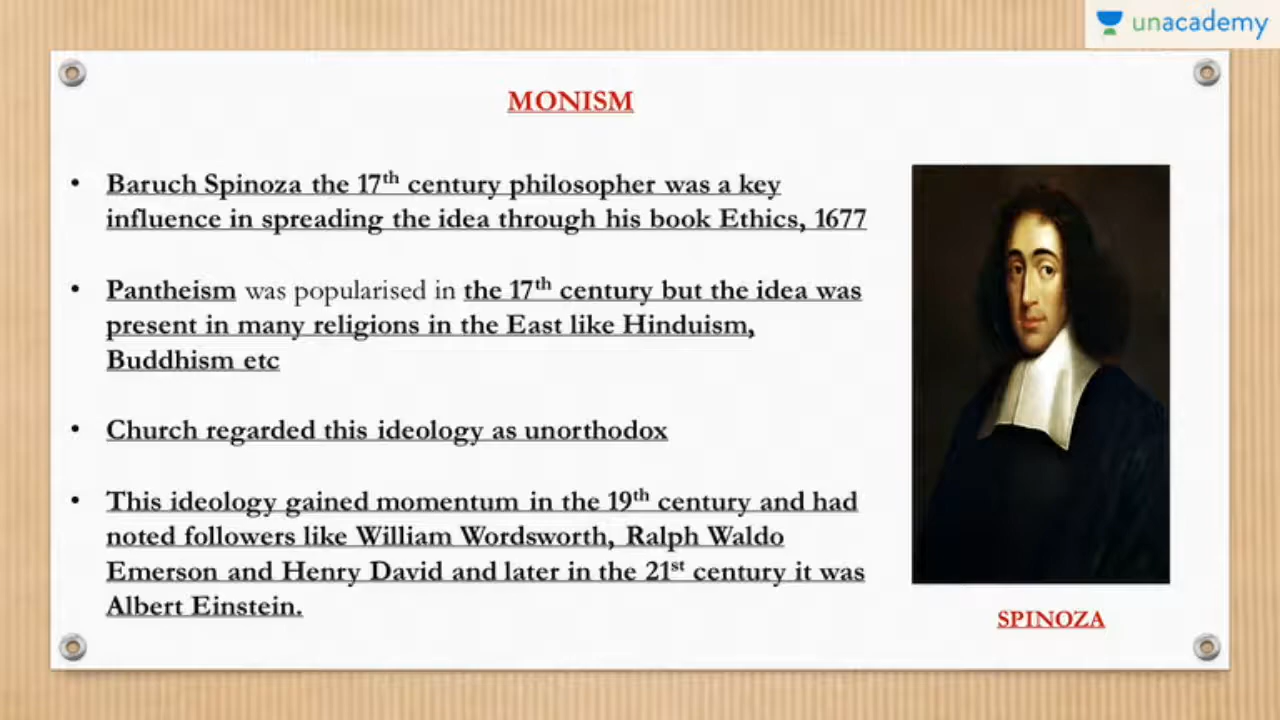 unacademy
MONISM
• Baruch Spinoza the 17th century philosopher was a key
influence in spreading the idea through his book Ethics, 1677
• Pantheism was popularised in the 17th century but the idea was
present in many religions in the East like Hinduism,
Buddhism etc
• Church regarded this ideology as unorthodox
• This ideology gained momentum in the 19th century and had
noted followers like William Wordsworth, Ralph Waldo
Emerson and Henry David and later in the 21st century it was
Albert Einstein.
SPINOZA